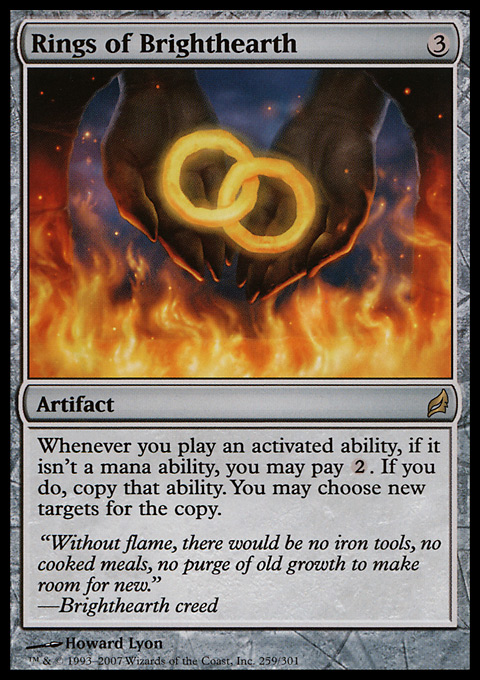 Rings of Brighthearth 3
Artifact
Whenever you play an activated ability, if it
isn't a mana ability, you may pay 2. If you
do, copy that ability. You may choose new
targets for the copy.
"Without flame, there would be no iron tools, no
cooked meals, no purge of old growth to make
room for new."
—Brighthearth creed
Howard Lyon
™ & © 1993–2007 Wizards of the Coast, Inc. 259/301